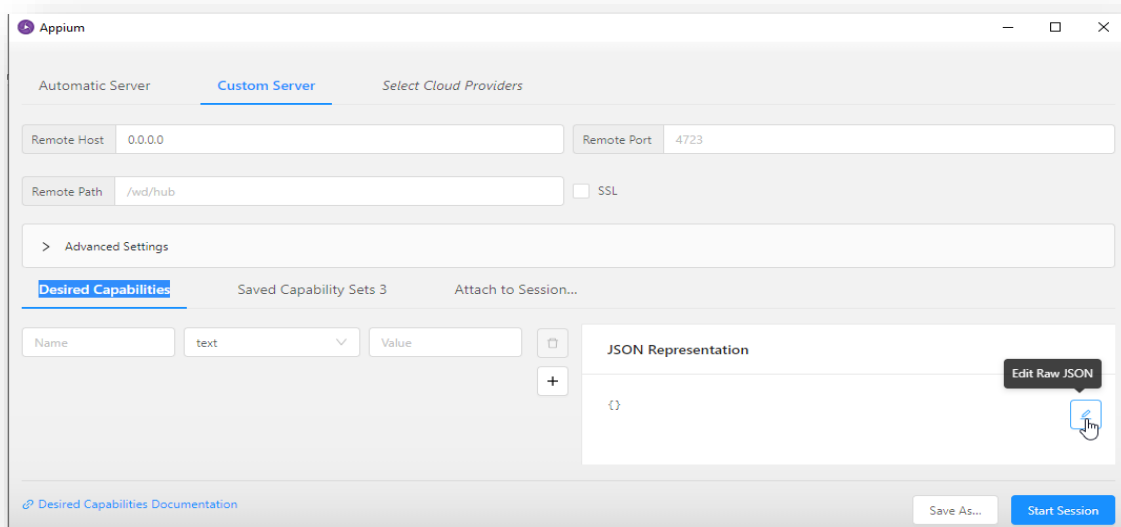 Appium
Automatic Server Custom Server Select Cloud Providers
Remote Host 0.0.0.0 Remote Port 4723
Remote Path /wd/hub SSL
Advanced Settings
Desired Capabilities Saved Capability Sets 3 Attach to Session...
Name text Value
JSON Representation
Edit Raw JSON
{}
Desired Capabilities Documentation
Save As... Start Session